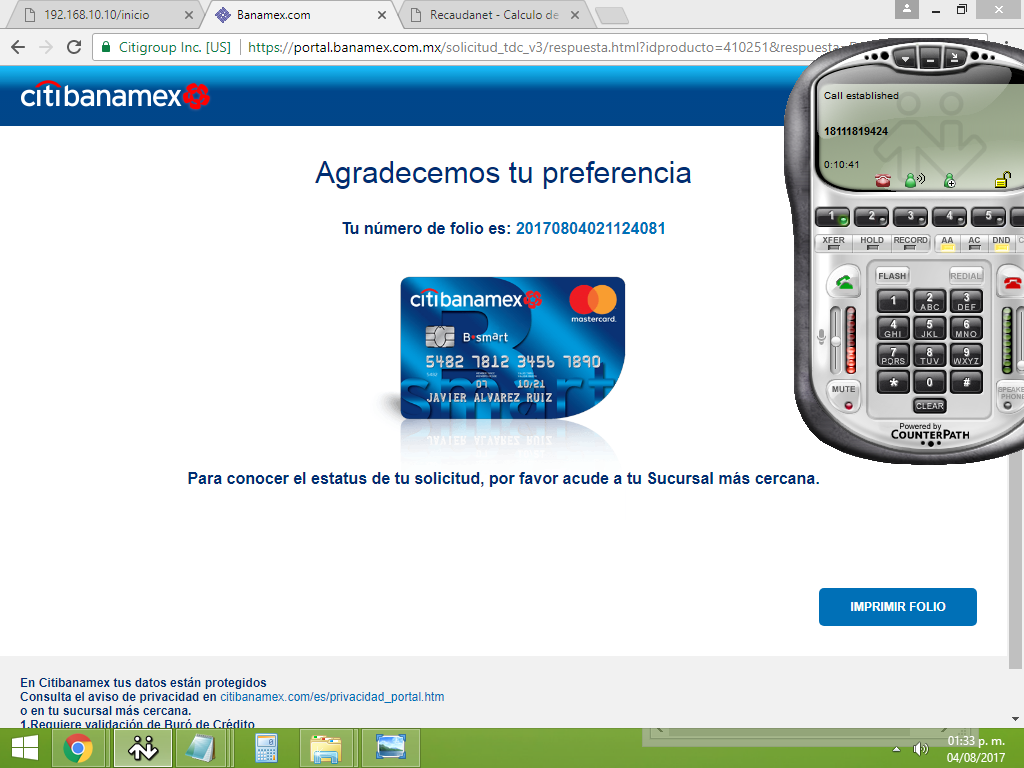 192.168.10.10/inicio
Banamex.com
Recaudanet - Calculo de
Citigroup Inc. [US]
https://portal.banamex.com.mx/solicitud_tdc_v3/respuesta.html?idproducto=410251&respuesta=
citibanamex
Agradecemos tu preferencia
Tu número de folio es: 20170804021124081
citibanamex
mastercard.
B•smart
5482 7812 3456 7890
07 10/21
JAVIER ALVAREZ RUIZ
smart
Para conocer el estatus de tu solicitud, por favor acude a tu Sucursal más cercana.
IMPRIMIR FOLIO
En Citibanamex tus datos están protegidos
Consulta el aviso de privacidad en citibanamex.com/es/privacidad_portal.htm
o en tu sucursal más cercana.
1.Requiere validación de Buró de Crédito
Call established
18111819424
0:10:41
1 2 3 4 5
XFER HOLD RECORD AA AC DND
FLASH REDIAL
1 2 ABC 3 DEF
4 GHI 5 JKL 6 MNO
7 PQRS 8 TUV 9 WXYZ
* 0 #
MUTE
SPEAKER
PHONE
CLEAR
Powered by
COUNTERPATH
01:33 p. m.
04/08/2017